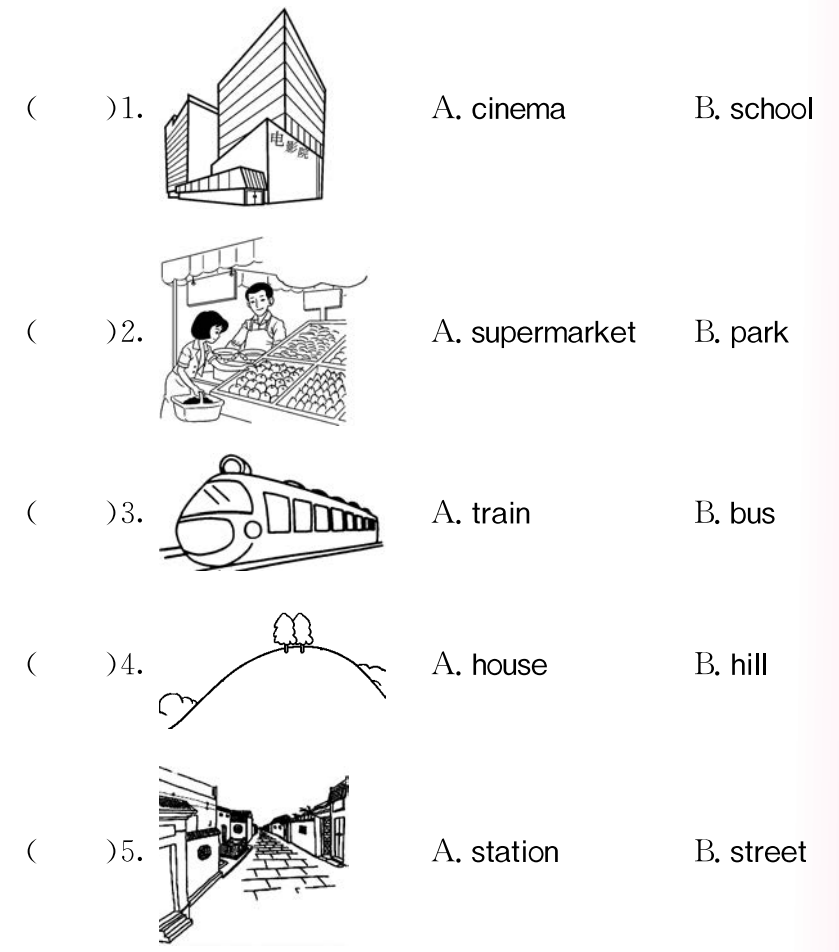 (     )1. 电影院 A. cinema B. school
(     )2. A. supermarket B. park
(     )3. A. train B. bus
(     )4. A. house B. hill
(     )5. A. station B. street